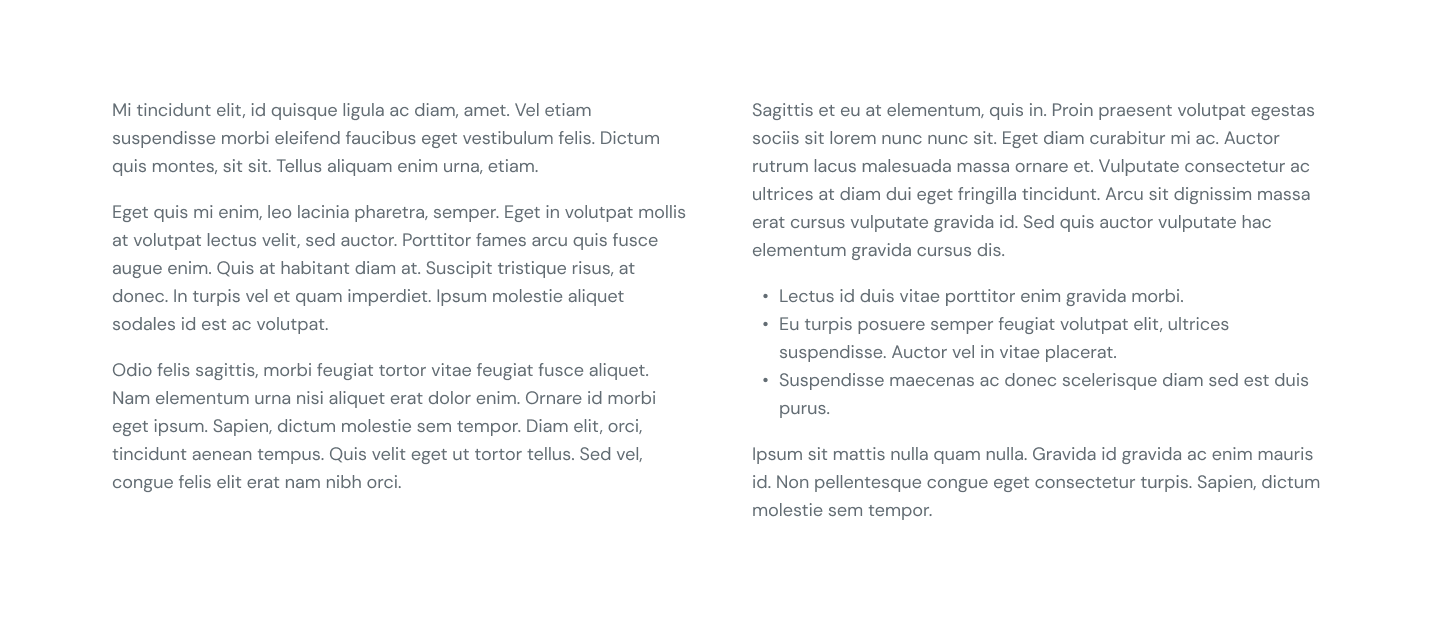 Mi tincidunt elit, id quisque ligula ac diam, amet. Vel etiam
suspendisse morbi eleifend faucibus eget vestibulum felis. Dictum
quis montes, sit sit. Tellus aliquam enim urna, etiam.
Eget quis mi enim, leo lacinia pharetra, semper. Eget in volutpat mollis
at volutpat lectus velit, sed auctor. Porttitor fames arcu quis fusce
augue enim. Quis at habitant diam at. Suscipit tristique risus, at
donec. In turpis vel et quam imperdiet. Ipsum molestie aliquet
sodales id est ac volutpat.
Odio felis sagittis, morbi feugiat tortor vitae feugiat fusce aliquet.
Nam elementum urna nisi aliquet erat dolor enim. Ornare id morbi
eget ipsum. Sapien, dictum molestie sem tempor. Diam elit, orci,
tincidunt aenean tempus. Quis velit eget ut tortor tellus. Sed vel,
congue felis elit erat nam nibh orci.
Sagittis et eu at elementum, quis in. Proin praesent volutpat egestas
sociis sit lorem nunc nunc sit. Eget diam curabitur mi ac. Auctor
rutrum lacus malesuada massa ornare et. Vulputate consectetur ac
ultrices at diam dui eget fringilla tincidunt. Arcu sit dignissim massa
erat cursus vulputate gravida id. Sed quis auctor vulputate hac
elementum gravida cursus dis.
• Lectus id duis vitae porttitor enim gravida morbi.
• Eu turpis posuere semper feugiat volutpat elit, ultrices
suspendisse. Auctor vel in vitae placerat.
• Suspendisse maecenas ac donec scelerisque diam sed est duis
purus.
Ipsum sit mattis nulla quam nulla. Gravida id gravida ac enim mauris
id. Non pellentesque congue eget consectetur turpis. Sapien, dictum
molestie sem tempor.